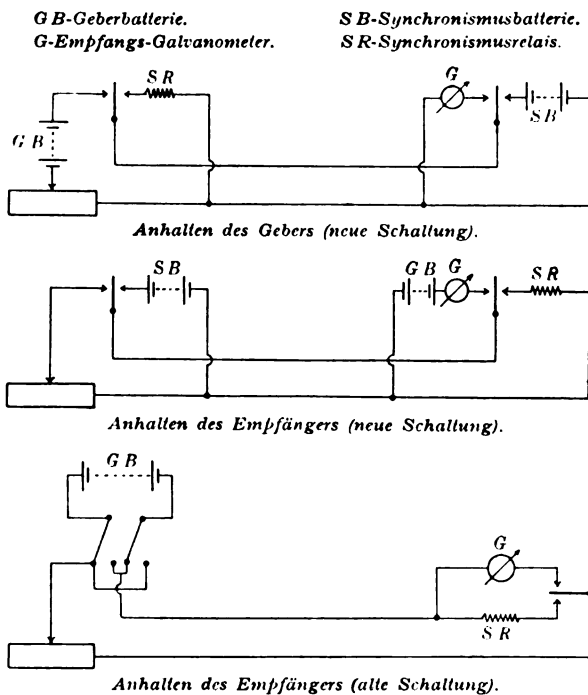 G B-Geberbatterie.
G-Empfangs-Galvanometer.
S B-Synchronismusbatterie.
S R-Synchronismusrelais.
S R
G
G B
S B
Anhalten des Gebers (neue Schaltung).
S B
G B
G
S R
Anhalten des Empfängers (neue Schaltung).
G B
G
S R
Anhalten des Empfängers (alte Schaltung).